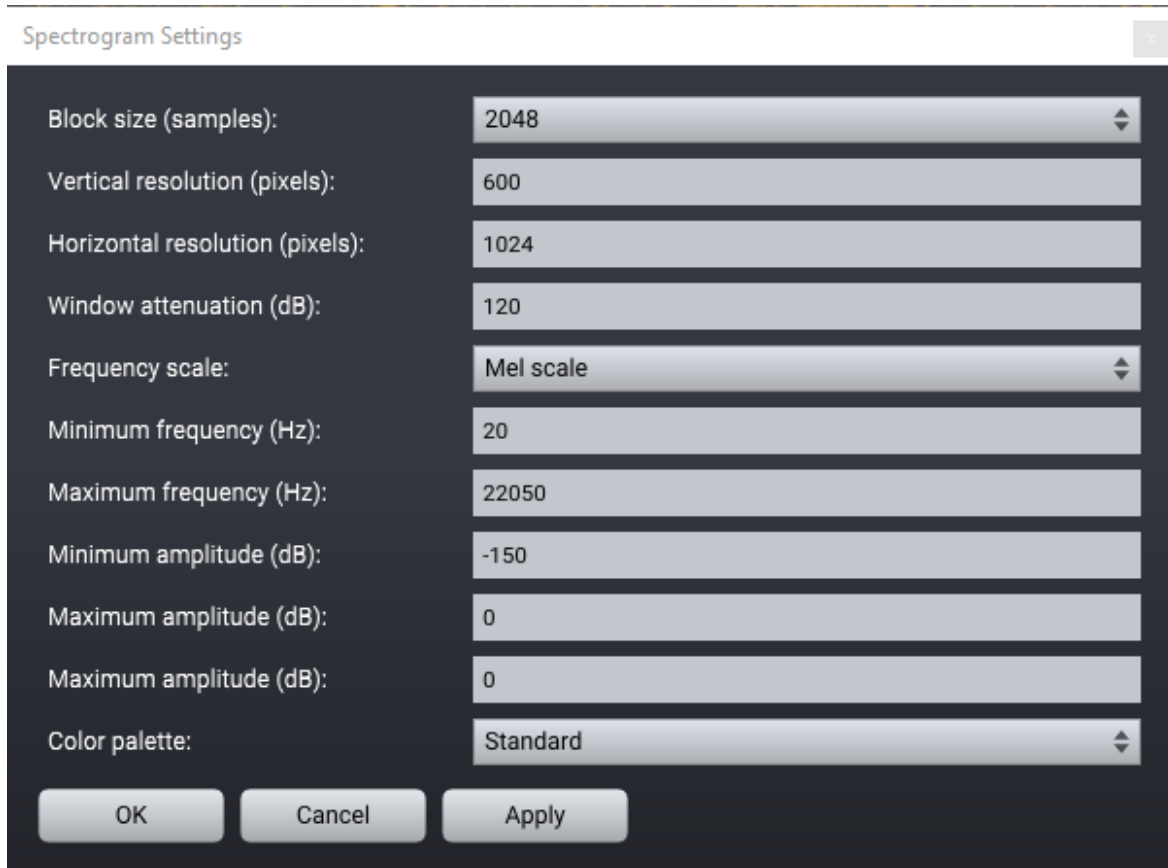 Spectrogram Settings
x
Block size (samples): 2048
Vertical resolution (pixels): 600
Horizontal resolution (pixels): 1024
Window attenuation (dB): 120
Frequency scale: Mel scale
Minimum frequency (Hz): 20
Maximum frequency (Hz): 22050
Minimum amplitude (dB): -150
Maximum amplitude (dB): 0
Maximum amplitude (dB): 0
Color palette: Standard
OK Cancel Apply